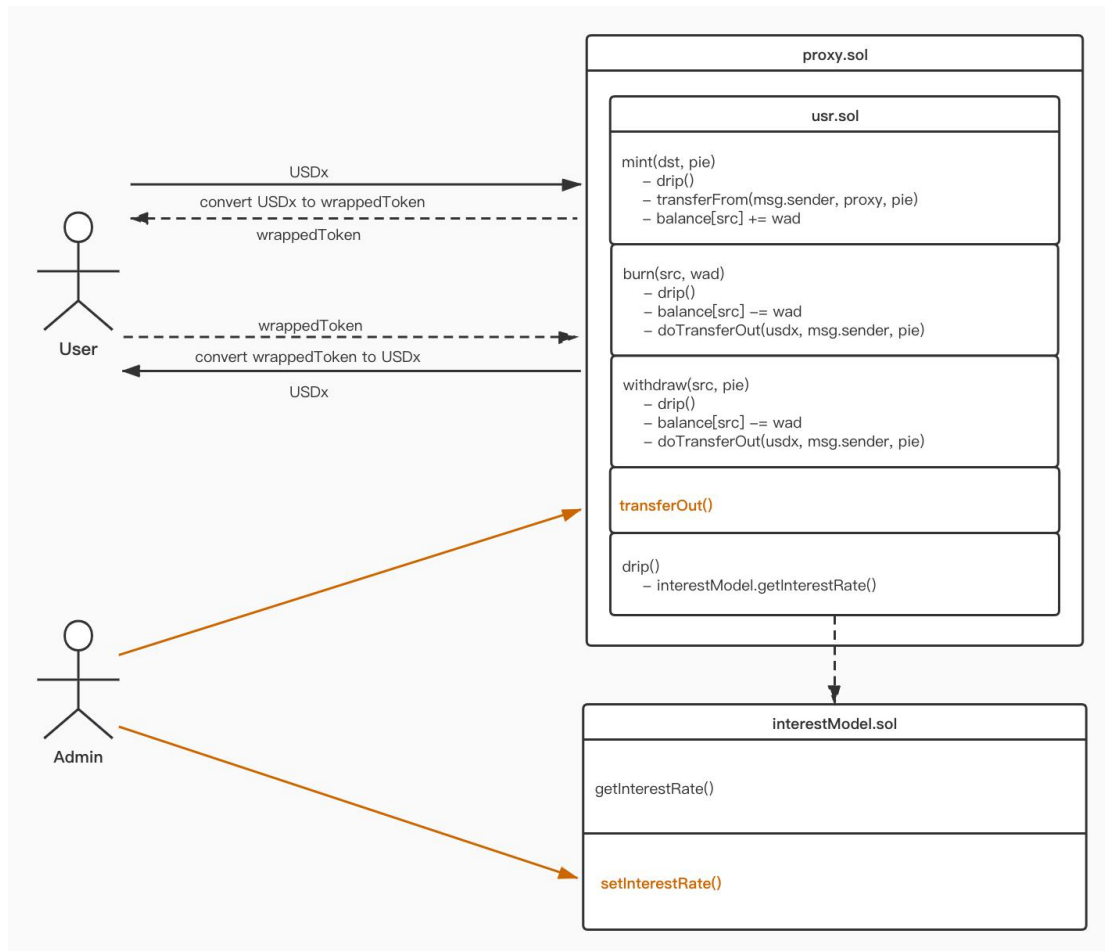 proxy.sol
usr.sol
mint(dst, pie)
– drip()
– transferFrom(msg.sender, proxy, pie)
– balance[src] += wad
burn(src, wad)
– drip()
– balance[src] –= wad
– doTransferOut(usdx, msg.sender, pie)
withdraw(src, pie)
– drip()
– balance[src] –= wad
– doTransferOut(usdx, msg.sender, pie)
transferOut()
drip()
– interestModel.getInterestRate()
USDx
convert USDx to wrappedToken
wrappedToken
User
wrappedToken
convert wrappedToken to USDx
USDx
Admin
interestModel.sol
getInterestRate()
setInterestRate()